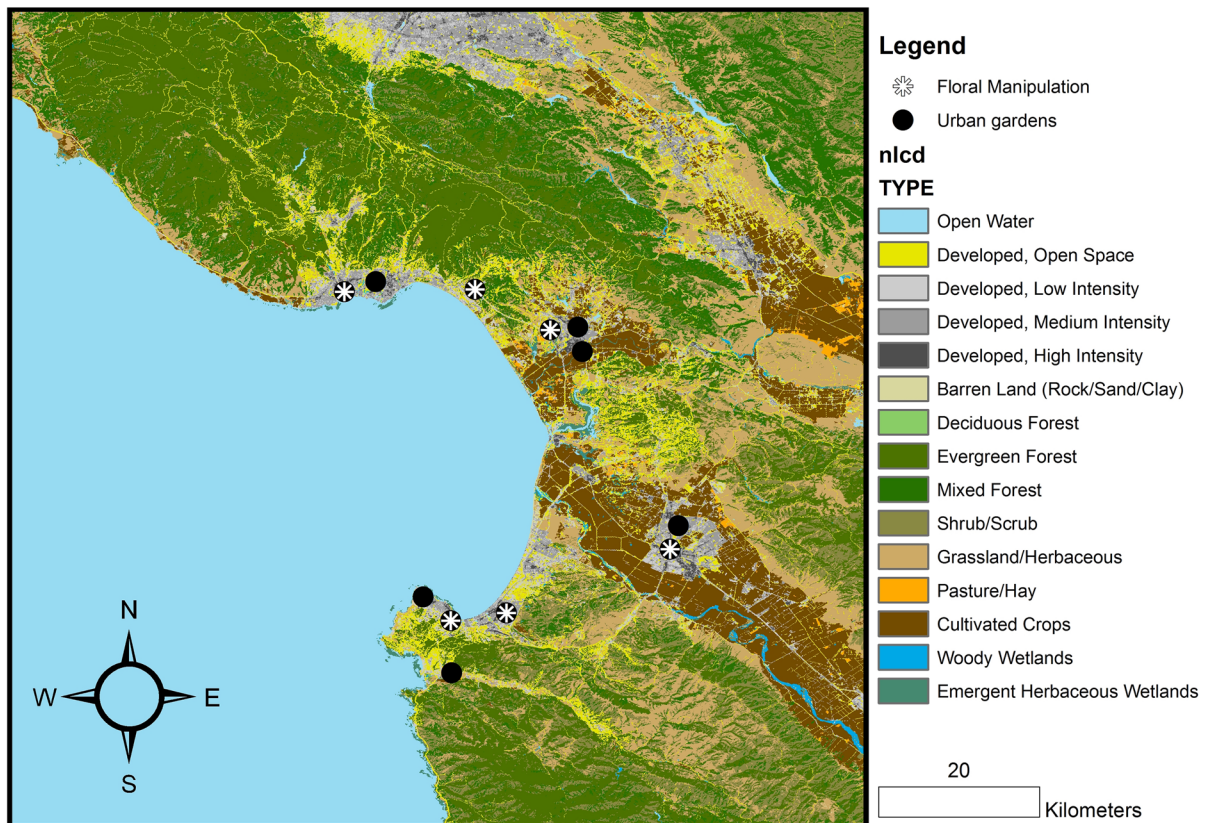 N
W
E
S
Legend
Floral Manipulation
Urban gardens
nlcd
TYPE
Open Water
Developed, Open Space
Developed, Low Intensity
Developed, Medium Intensity
Developed, High Intensity
Barren Land (Rock/Sand/Clay)
Deciduous Forest
Evergreen Forest
Mixed Forest
Shrub/Scrub
Grassland/Herbaceous
Pasture/Hay
Cultivated Crops
Woody Wetlands
Emergent Herbaceous Wetlands
20
Kilometers